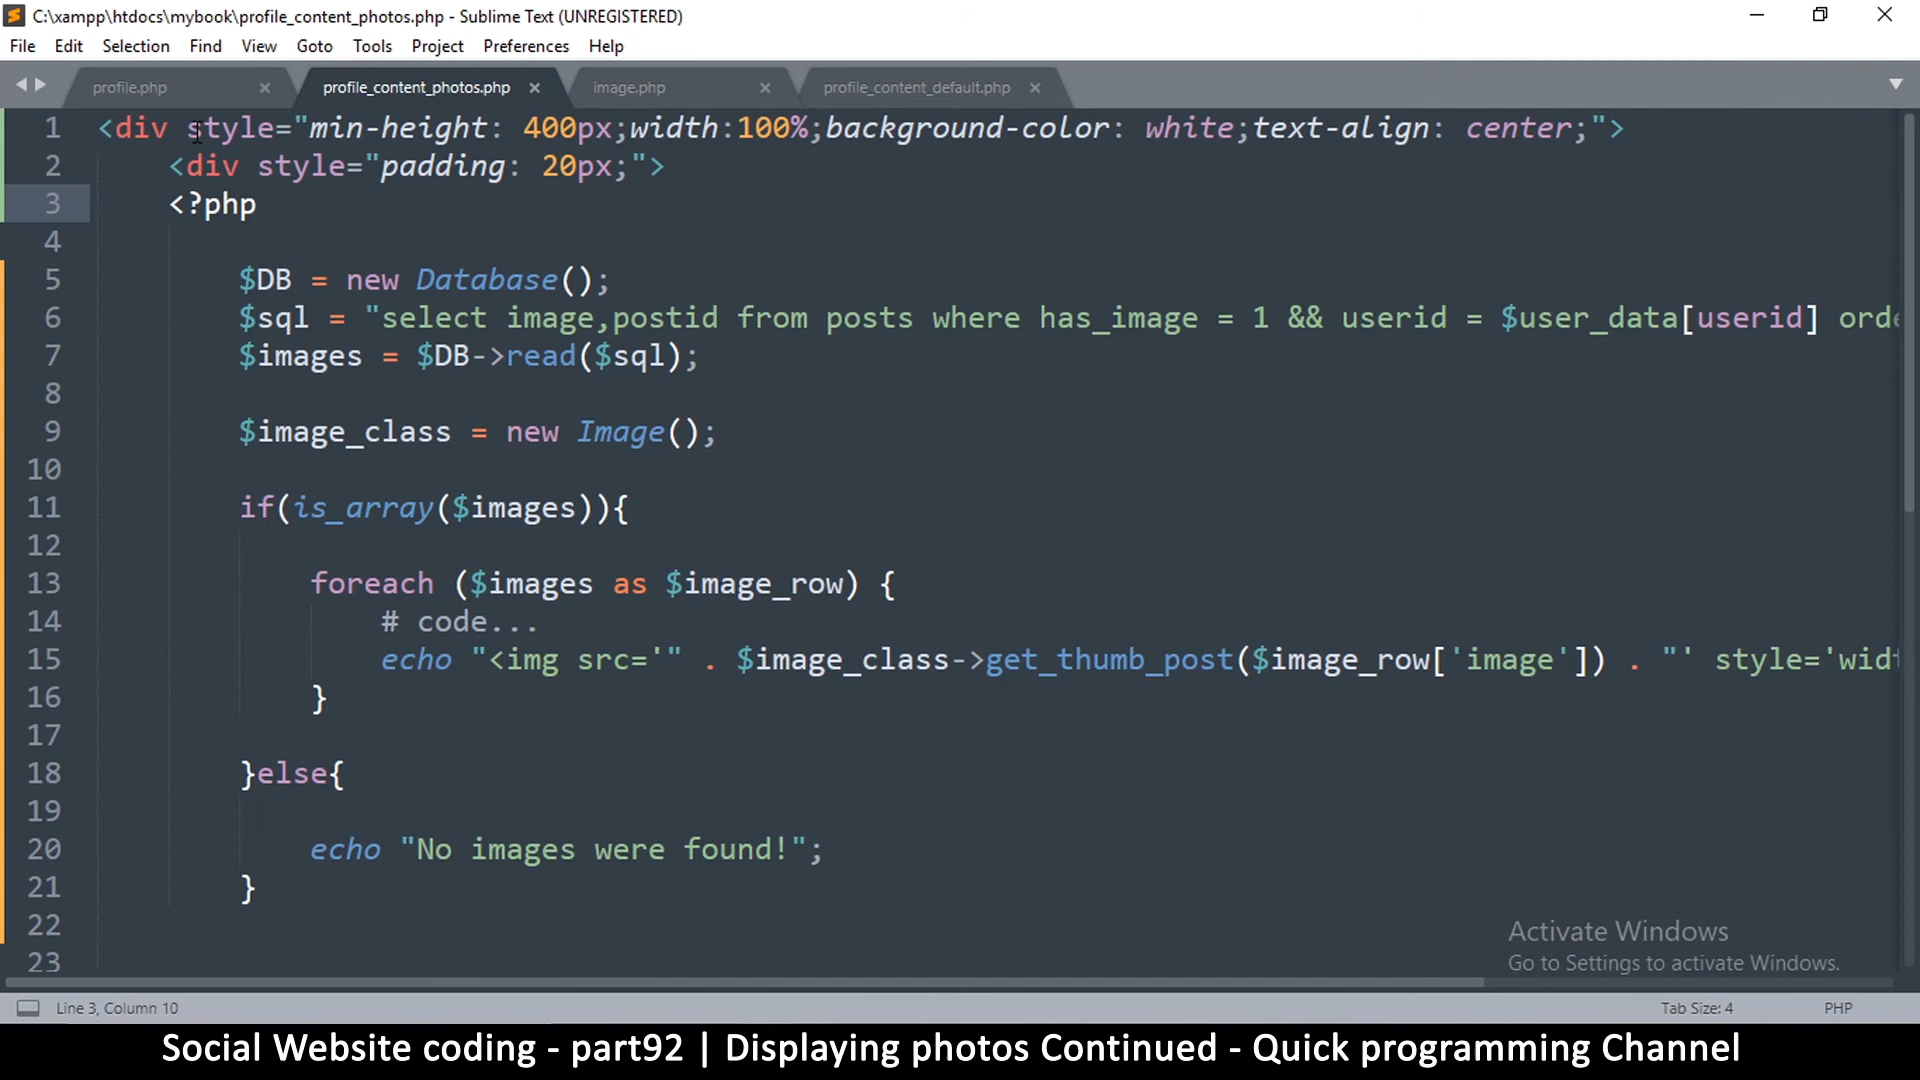 C:\xampp\htdocs\mybook\profile_content_photos.php - Sublime Text (UNREGISTERED)
File Edit Selection Find View Goto Tools Project Preferences Help
profile.php profile_content_photos.php image.php profile_content_default.php
1 <div style="min-height: 400px;width:100%;background-color: white;text-align: center;">
2 <div style="padding: 20px;">
3 <?php
4
5 $DB = new Database();
6 $sql = "select image,postid from posts where has_image = 1 && userid = $user_data[userid] orde
7 $images = $DB->read($sql);
8
9 $image_class = new Image();
10
11 if(is_array($images)){
12
13 foreach ($images as $image_row) {
14 # code...
15 echo "<img src='" . $image_class->get_thumb_post($image_row['image']) . "' style='widt
16 }
17
18 }else{
19
20 echo "No images were found!";
21 }
22
23
Activate Windows
Go to Settings to activate Windows.
Line 3, Column 10 Tab Size: 4 PHP
Social Website coding - part92 | Displaying photos Continued - Quick programming Channel